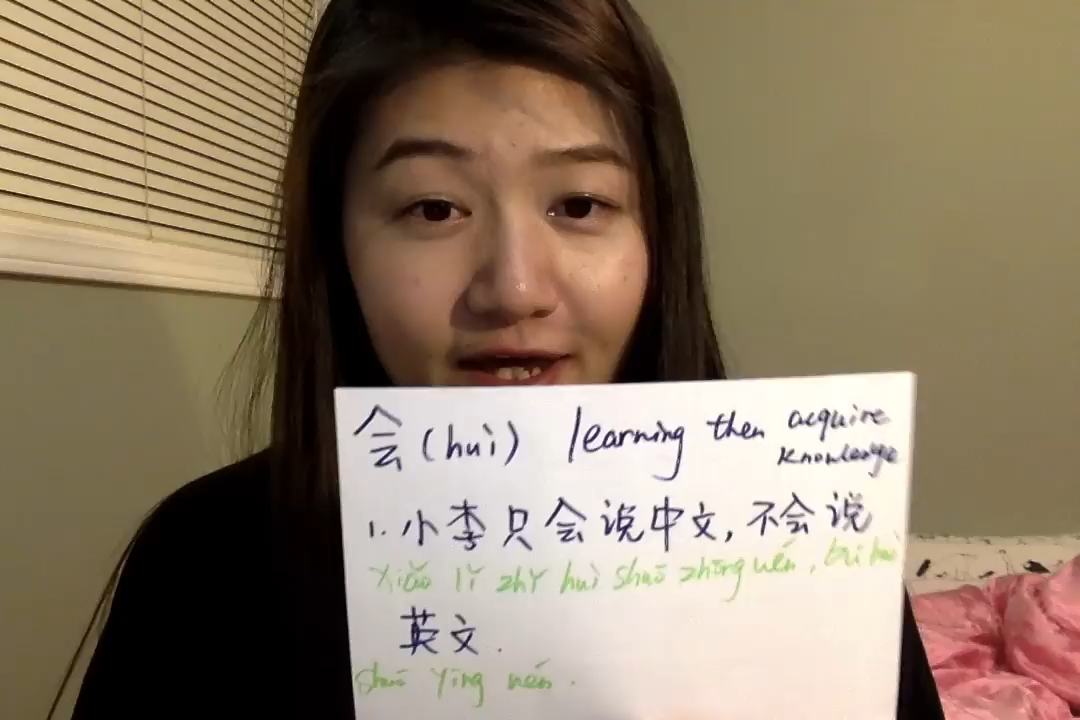 会(huì) learning then acquire
knowledge
1. 小李只会说中文,不会说
xiǎo lǐ zhǐ huì shuō zhōng wén, bú huì
英文.
shuō yīng wén.